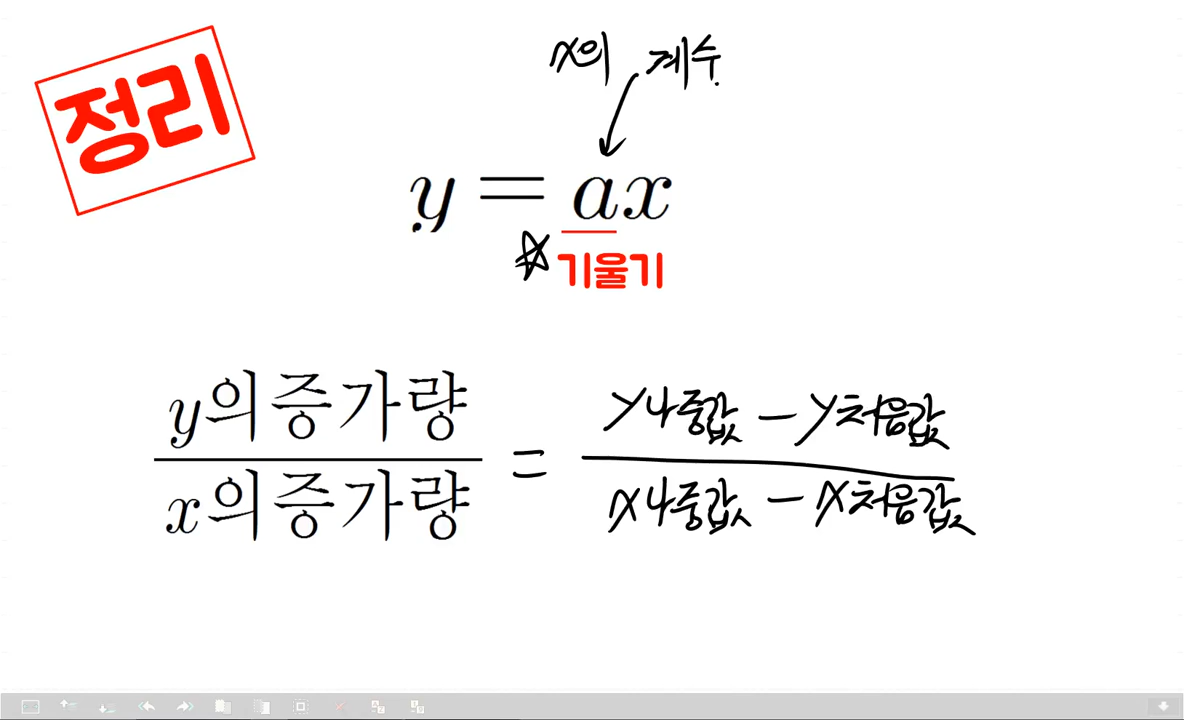 정리
x의 계수.
y = ax
☆ 기울기
y의증가량 / x의증가량 = y나중값 - y처음값 / x나중값 - x처음값